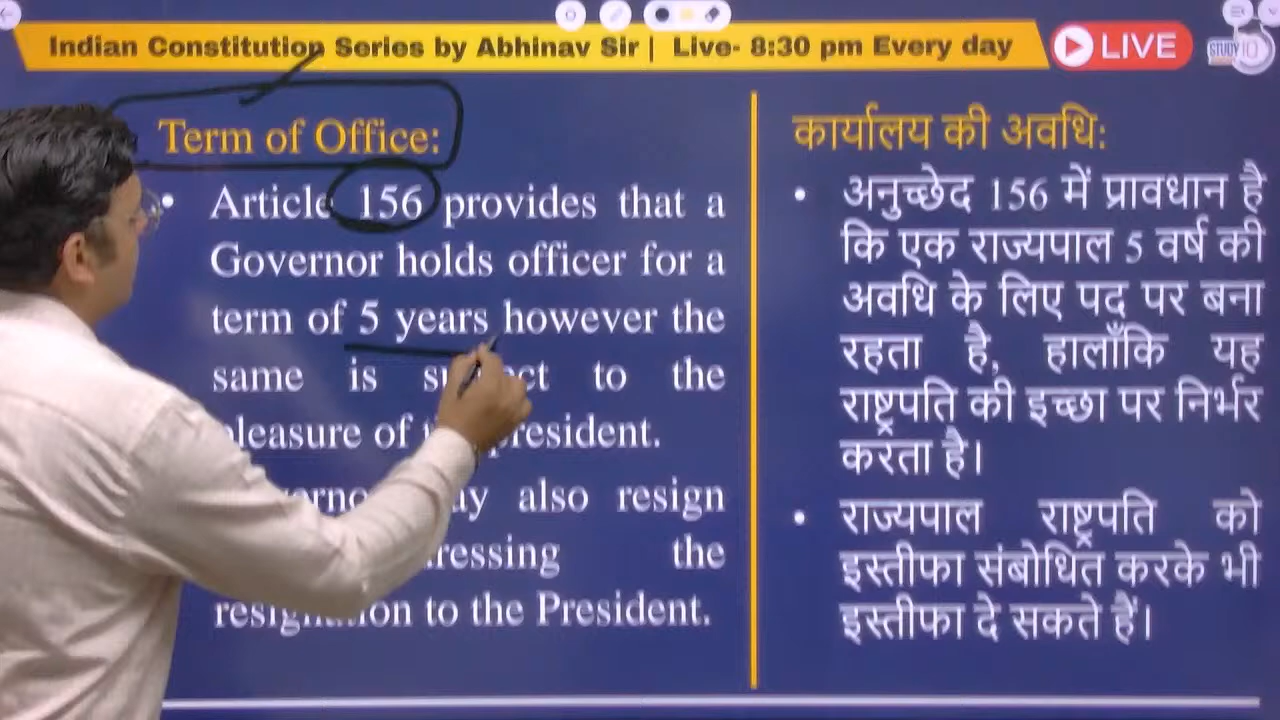 Indian Constitution Series by Abhinav Sir | Live- 8:30 pm Every day
LIVE
STUDY
Term of Office:
• Article 156 provides that a
Governor holds officer for a
term of 5 years however the
same is to the
of president.
also resign
the
to the President.
कार्यालय की अवधि:
• अनुच्छेद 156 में प्रावधान है
कि एक राज्यपाल 5 वर्ष की
अवधि के लिए पद पर बना
रहता है, हालाँकि यह
राष्ट्रपति की इच्छा पर निर्भर
करता है।
• राज्यपाल राष्ट्रपति को
इस्तीफा संबोधित करके भी
इस्तीफा दे सकते हैं।